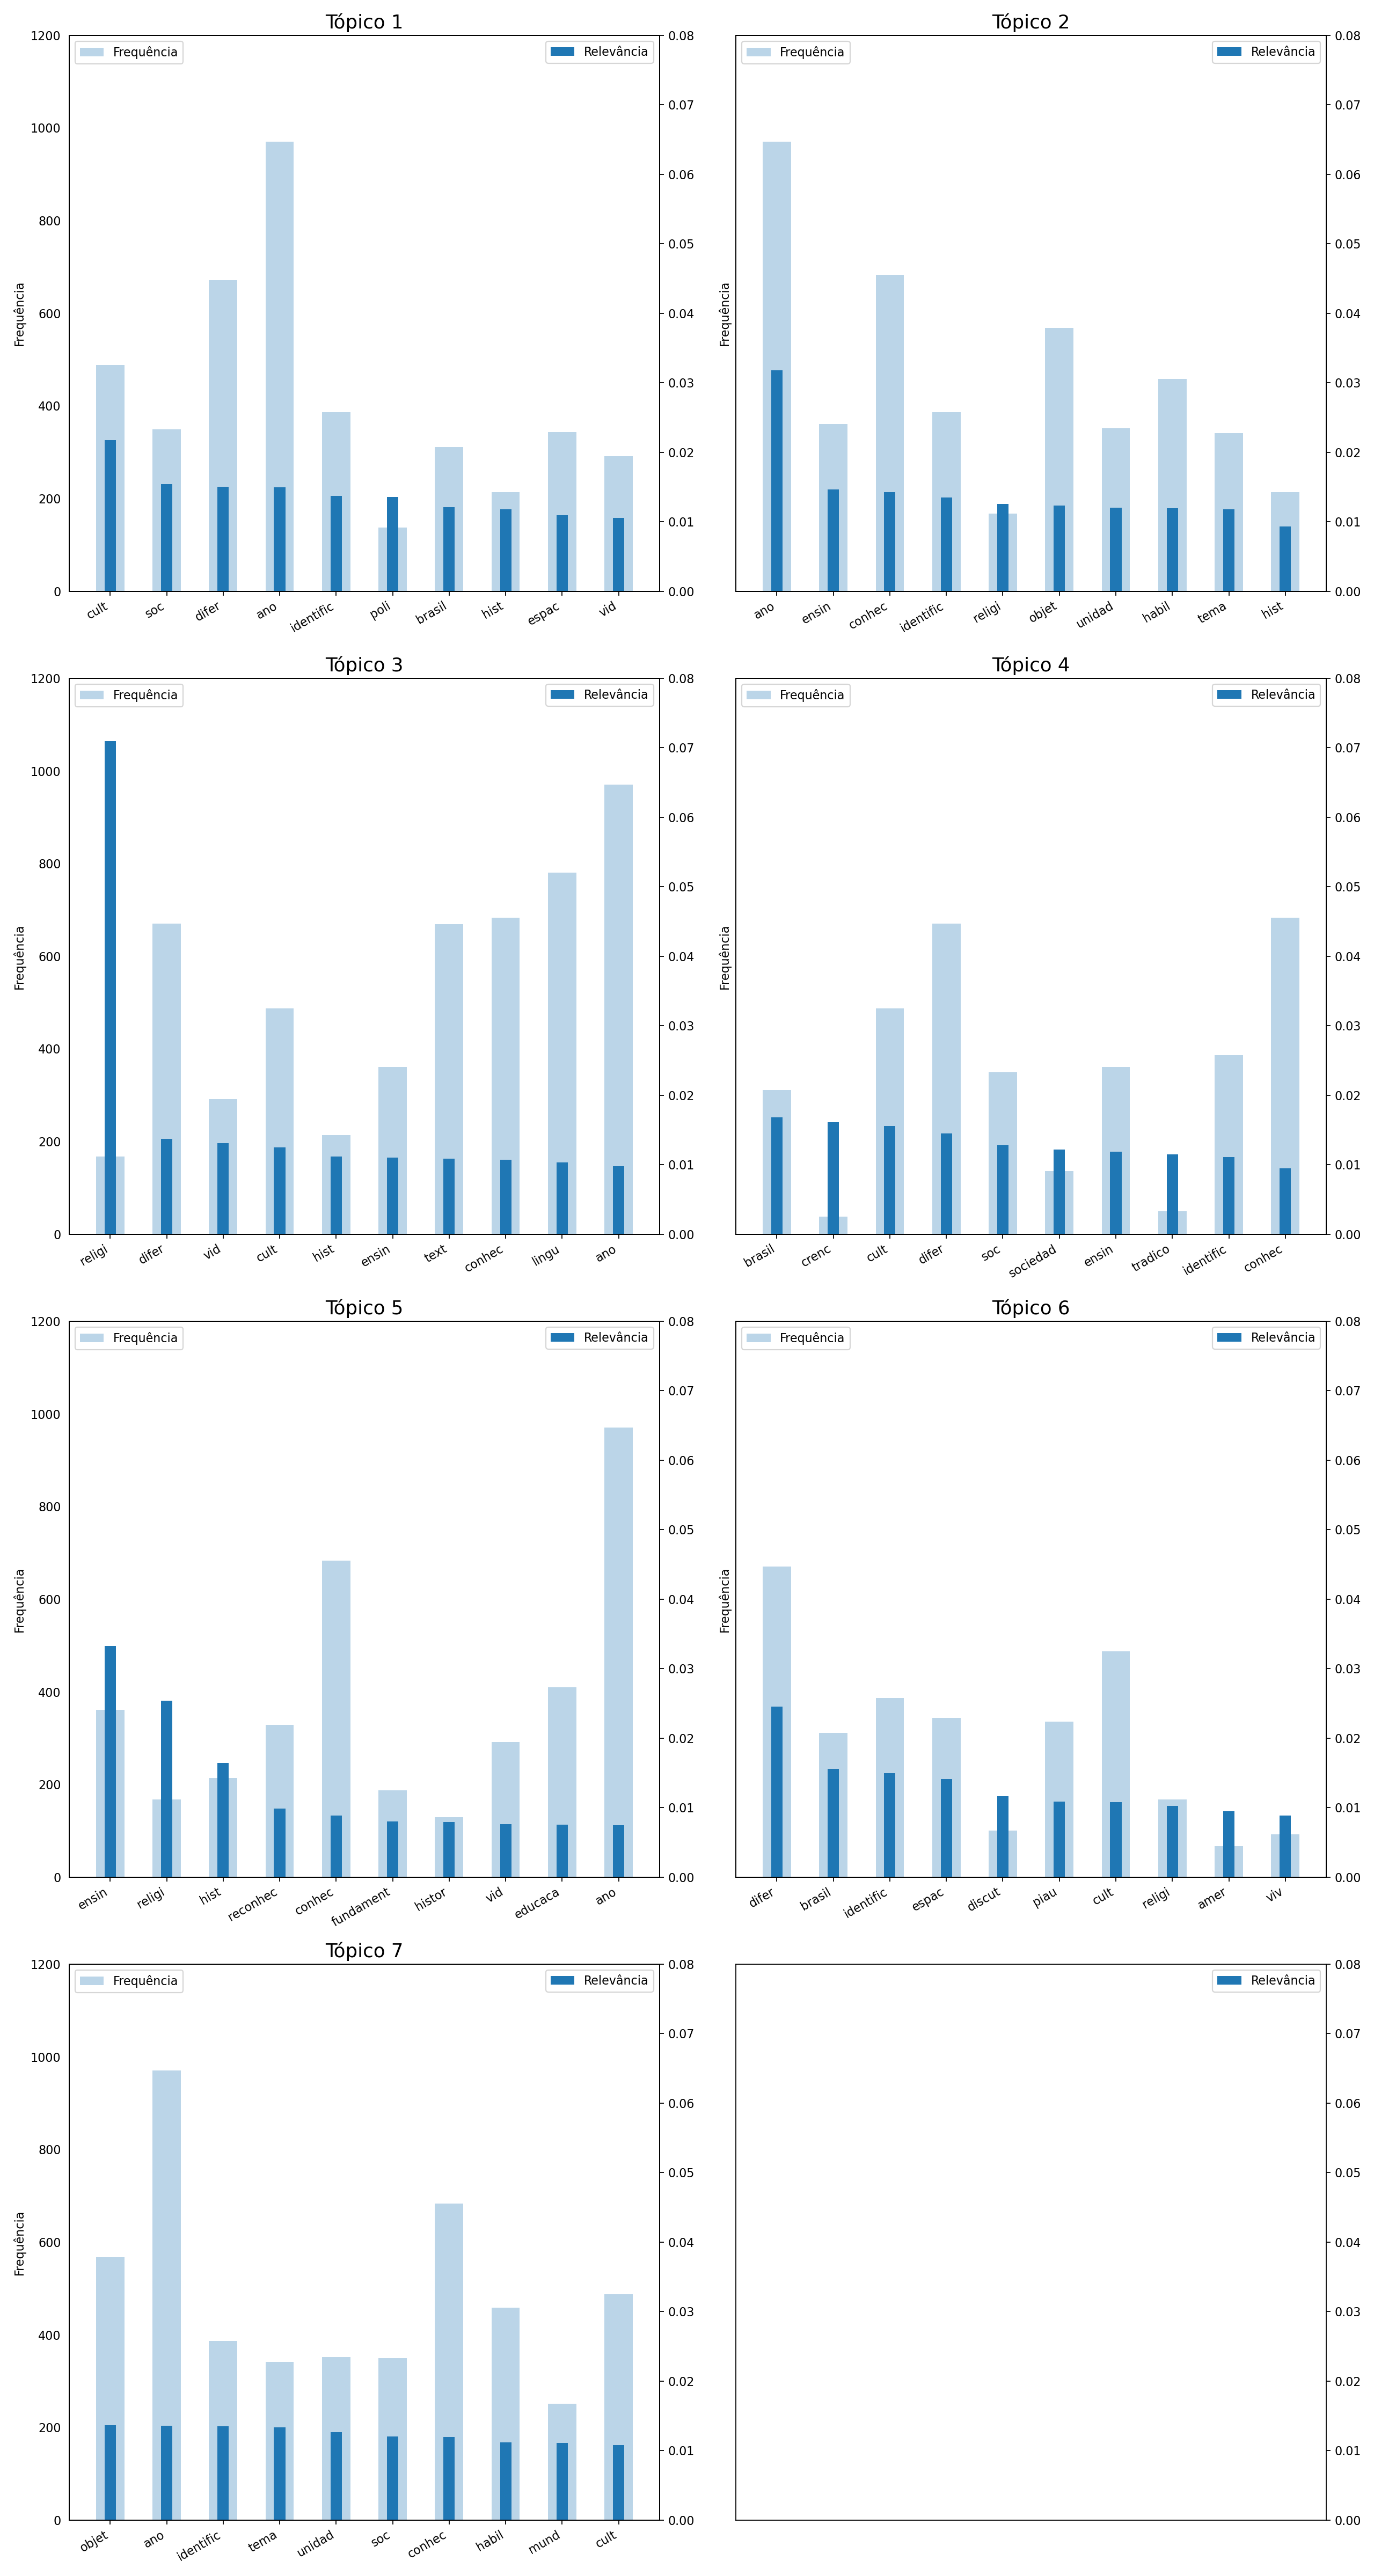 Tópico 1
Frequência
Relevância
1200
1000
800
600
400
200
0
Frequência
0.08
0.07
0.06
0.05
0.04
0.03
0.02
0.01
0.00
cult soc difer ano identific poli brasil hist espac vid
Tópico 2
Frequência
Relevância
Frequência
0.08
0.07
0.06
0.05
0.04
0.03
0.02
0.01
0.00
ano ensin conhec identific religi objet unidad habil tema hist
Tópico 3
Frequência
Relevância
1200
1000
800
600
400
200
0
Frequência
0.08
0.07
0.06
0.05
0.04
0.03
0.02
0.01
0.00
religi difer vid cult hist ensin text conhec lingu ano
Tópico 4
Frequência
Relevância
Frequência
0.08
0.07
0.06
0.05
0.04
0.03
0.02
0.01
0.00
brasil crenc cult difer soc sociedad ensin tradico identific conhec
Tópico 5
Frequência
Relevância
1200
1000
800
600
400
200
0
Frequência
0.08
0.07
0.06
0.05
0.04
0.03
0.02
0.01
0.00
ensin religi hist reconhec conhec fundament histor vid educaca ano
Tópico 6
Frequência
Relevância
Frequência
0.08
0.07
0.06
0.05
0.04
0.03
0.02
0.01
0.00
difer brasil identific espac discut piau cult religi amer viv
Tópico 7
Frequência
Relevância
1200
1000
800
600
400
200
0
Frequência
0.08
0.07
0.06
0.05
0.04
0.03
0.02
0.01
0.00
objet ano identific tema unidad soc conhec habil mund cult
Relevância
0.08
0.07
0.06
0.05
0.04
0.03
0.02
0.01
0.00